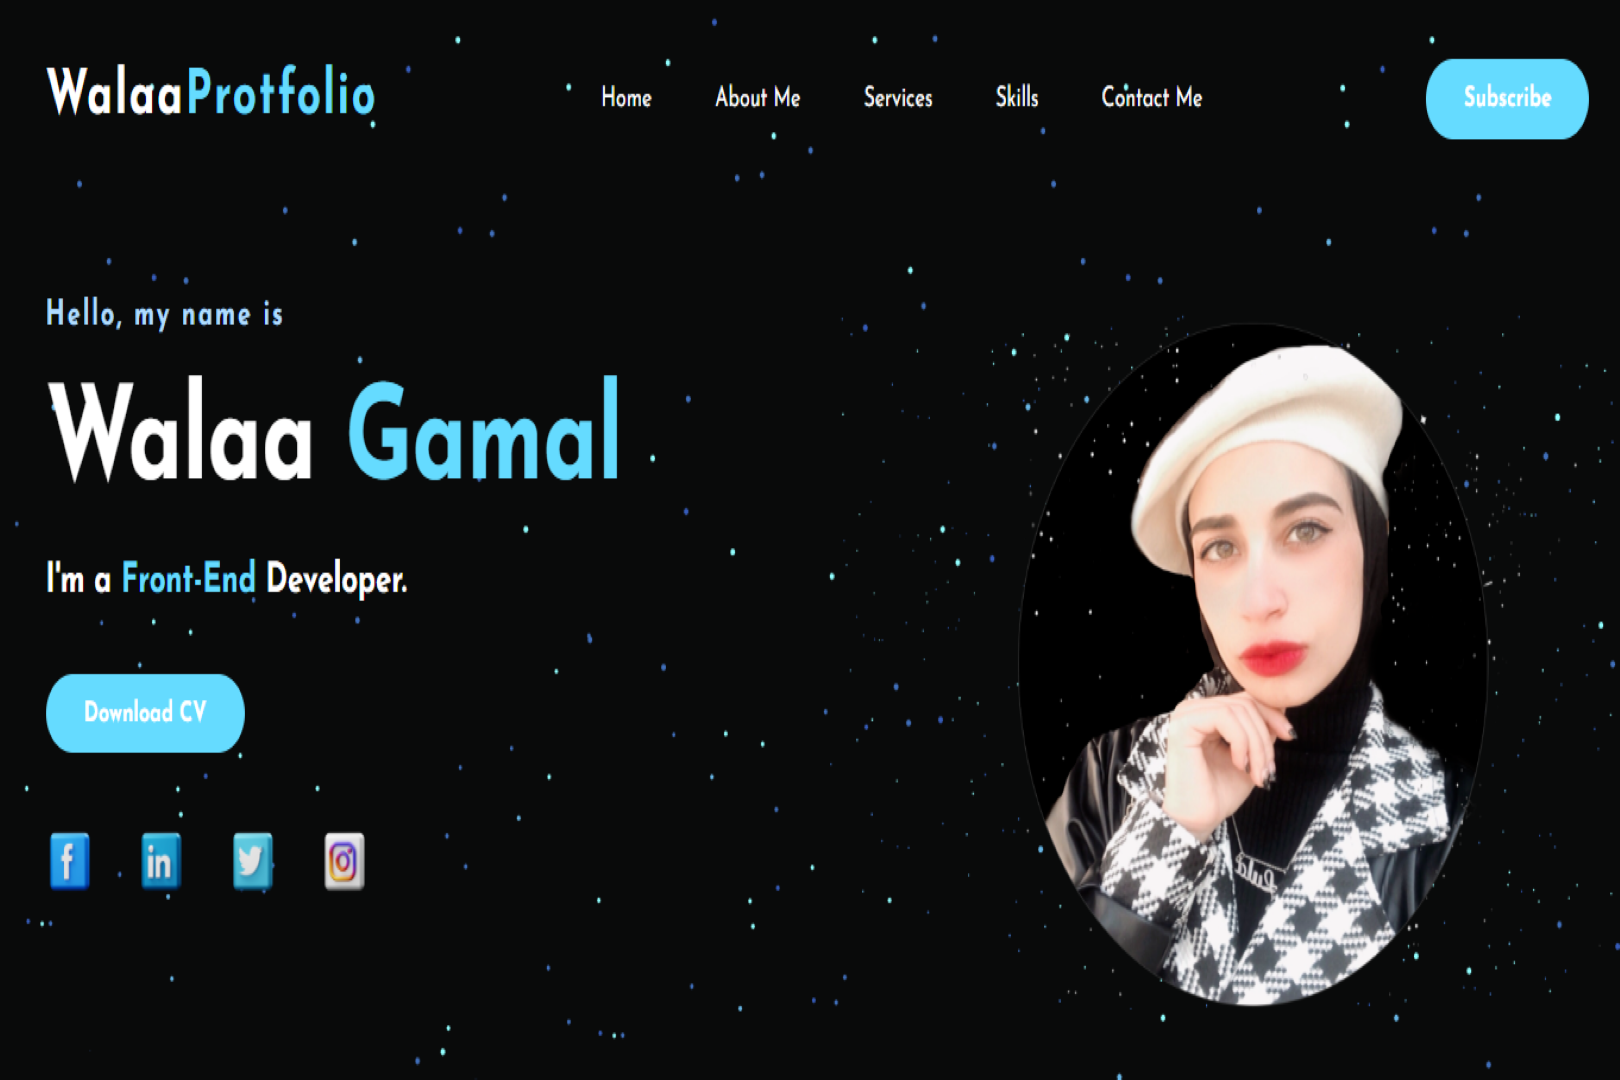 WalaaProtfolio
Home About Me Services Skills Contact Me
Subscribe
Hello, my name is
Walaa Gamal
I'm a Front-End Developer.
Download CV
f in